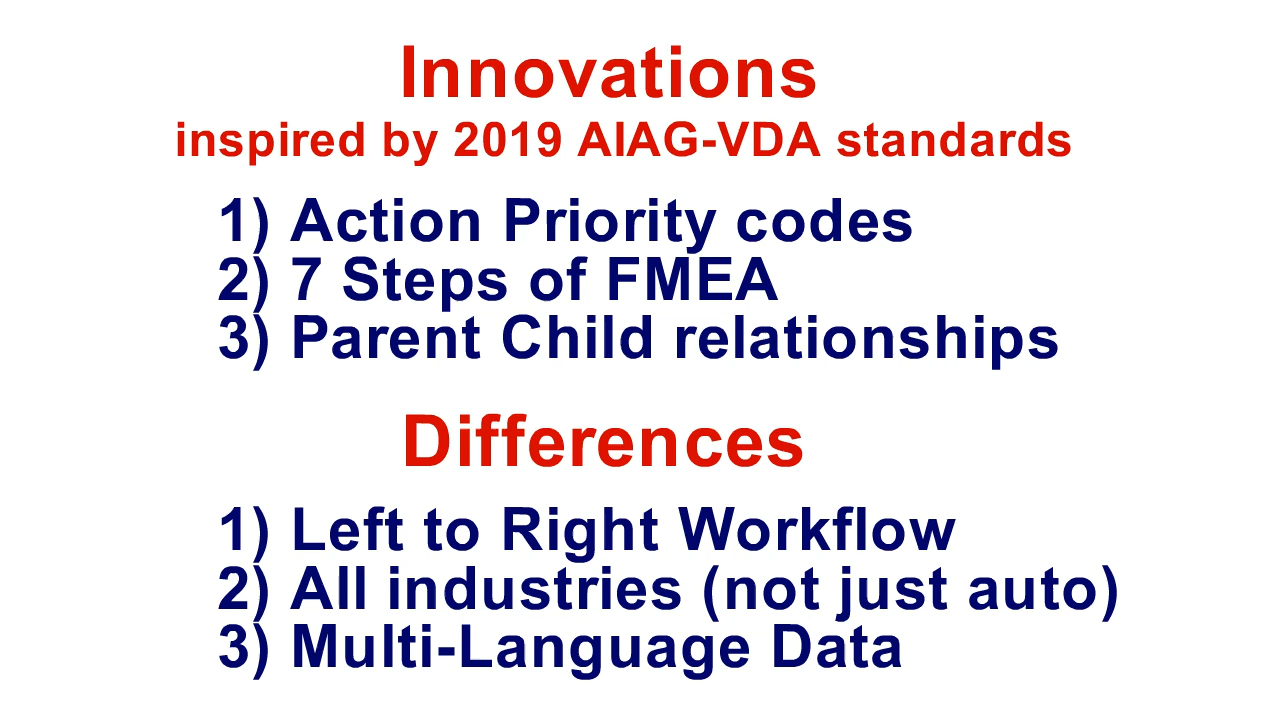 Innovations
inspired by 2019 AIAG-VDA standards
1) Action Priority codes
2) 7 Steps of FMEA
3) Parent Child relationships
Differences
1) Left to Right Workflow
2) All industries (not just auto)
3) Multi-Language Data